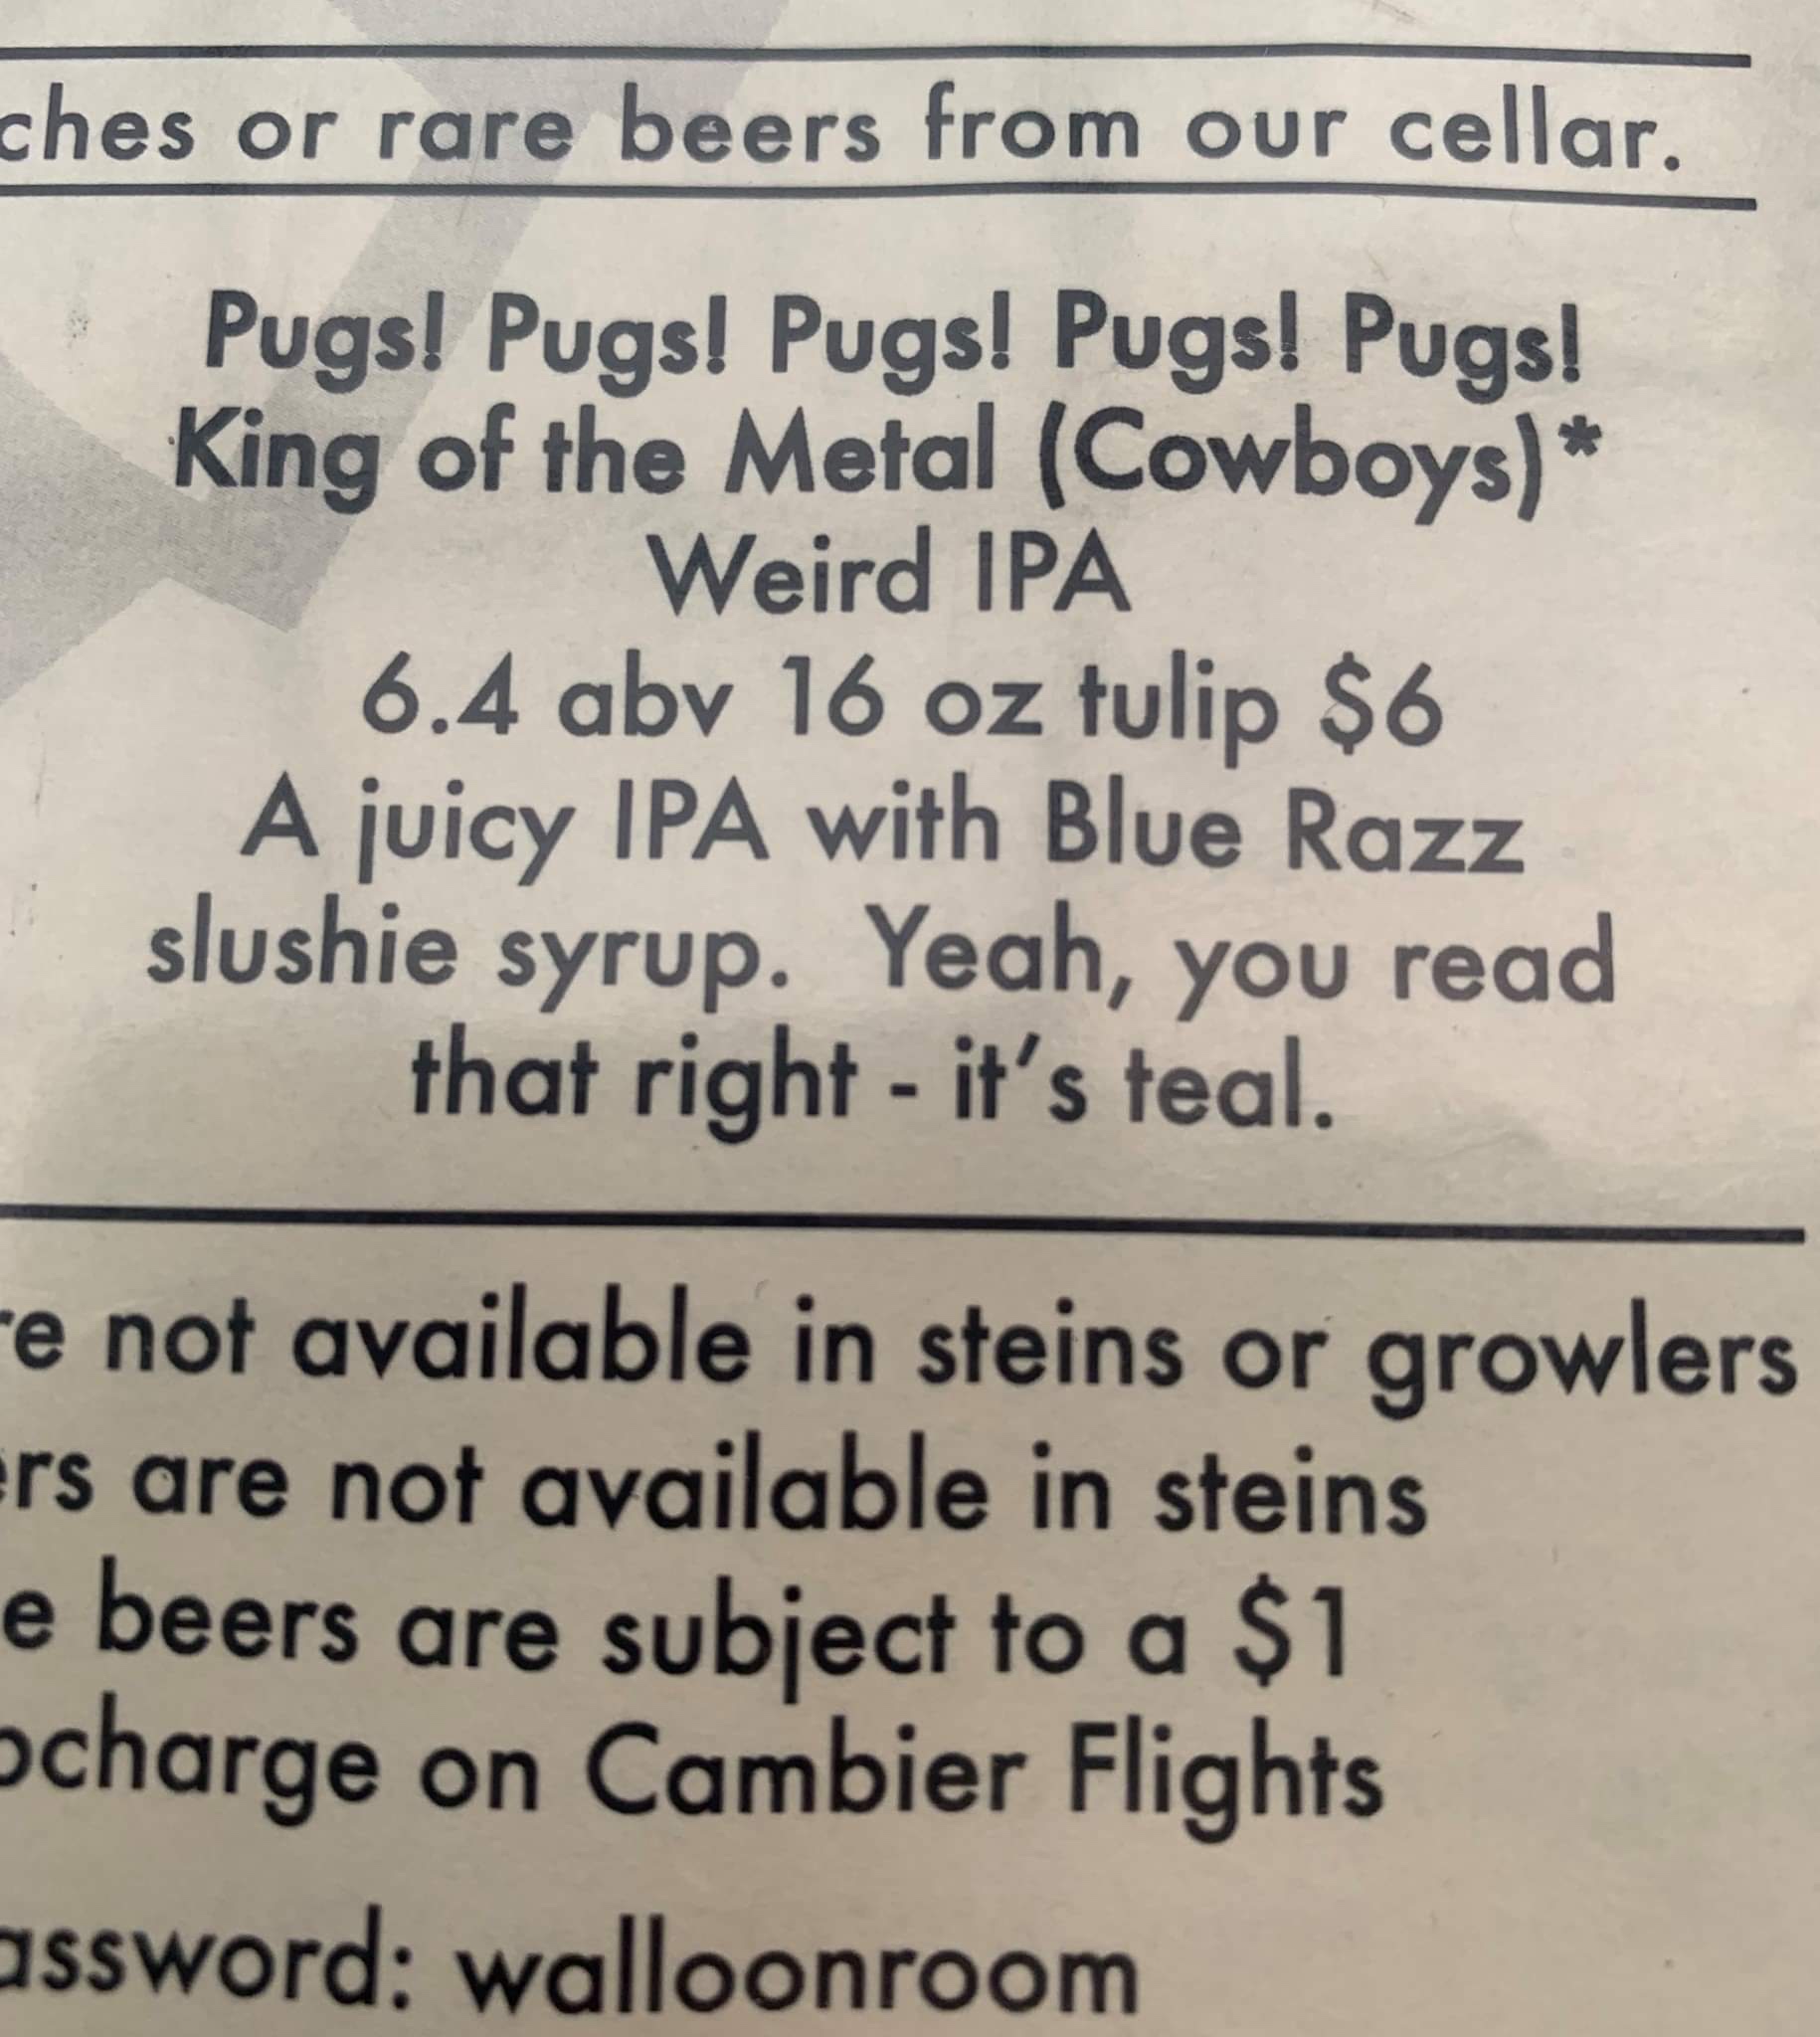 ches or rare beers from our cellar.
Pugs! Pugs! Pugs! Pugs! Pugs!
King of the Metal (Cowboys)*
Weird IPA
6.4 abv 16 oz tulip $6
A juicy IPA with Blue Razz
slushie syrup.  Yeah, you read
that right - it's teal.
re not available in steins or growlers
ers are not available in steins
e beers are subject to a $1
pcharge on Cambier Flights
assword: walloonroom